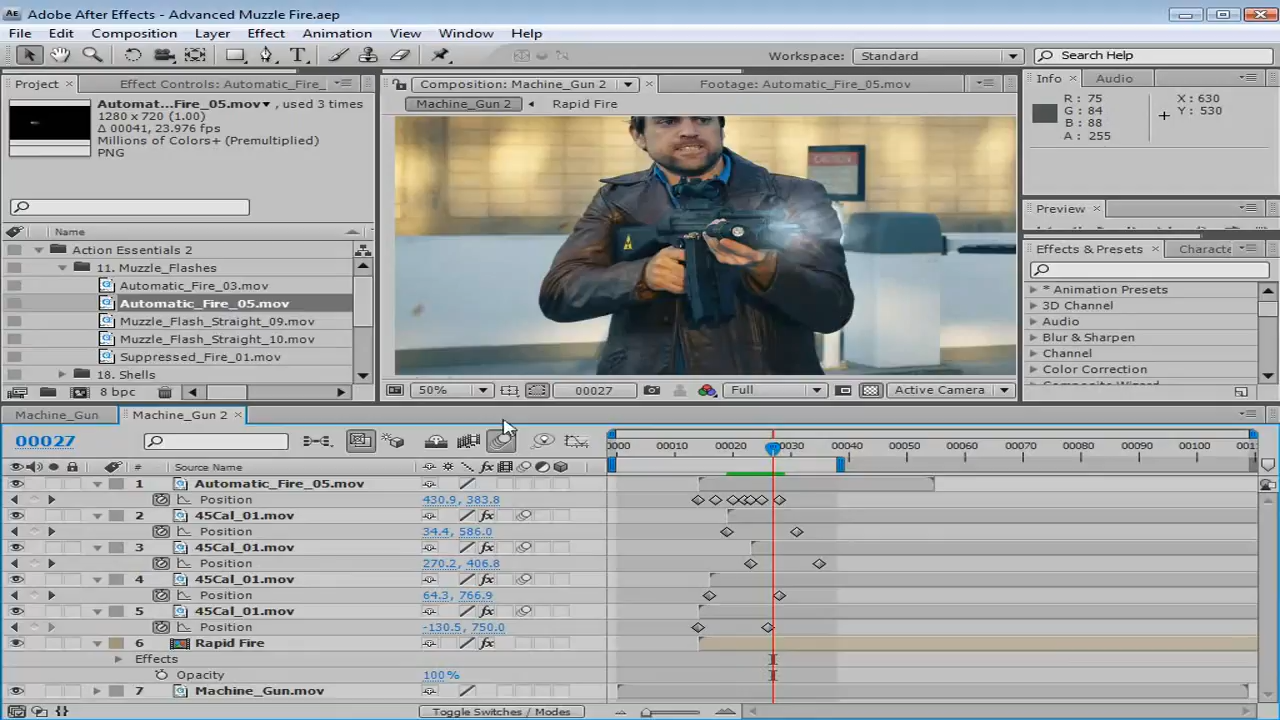 Adobe After Effects - Advanced Muzzle Fire.aep
File Edit Composition Layer Effect Animation View Window Help
Workspace: Standard Search Help
Project × Effect Controls: Automatic_Fire_
Composition: Machine_Gun 2 × Footage: Automatic_Fire_05.mov
Info × Audio
Automat...Fire_05.mov▼, used 3 times
1280 x 720 (1.00)
Δ 00041, 23.976 fps
Millions of Colors+ (Premultiplied)
PNG
Machine_Gun 2 Rapid Fire
R: 75 X: 630
G: 84 Y: 530
B: 88
A: 255
CAUTION
Preview ×
Name
Action Essentials 2
11. Muzzle_Flashes
Automatic_Fire_03.mov
Automatic_Fire_05.mov
Muzzle_Flash_Straight_09.mov
Muzzle_Flash_Straight_10.mov
Suppressed_Fire_01.mov
18. Shells
8 bpc
Effects & Presets × Characte
* Animation Presets
3D Channel
Audio
Blur & Sharpen
Channel
Color Correction
50% 00027 Full Active Camera
Machine_Gun Machine_Gun 2 ×
00027
0000 00010 00020 00030 00040 00050 00060 00070 00080 00090 00100 0011
# Source Name
1 Automatic_Fire_05.mov
Position 430.9, 383.8
2 45Cal_01.mov
Position 34.4, 586.0
3 45Cal_01.mov
Position 270.2, 406.8
4 45Cal_01.mov
Position 64.3, 766.9
5 45Cal_01.mov
Position -130.5, 750.0
6 Rapid Fire
Effects
Opacity 100%
7 Machine_Gun.mov
Toggle Switches / Modes